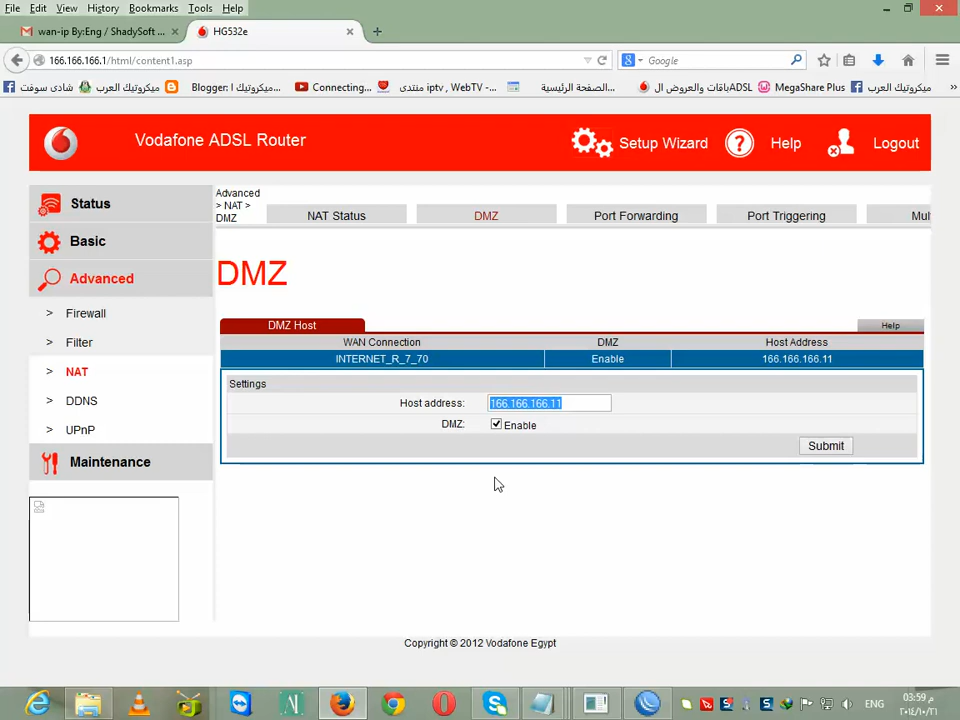 File Edit View History Bookmarks Tools Help
wan-ip By:Eng / ShadySoft ...
HG532e
166.166.166.1/html/content1.asp
Google
شادى سوفت
ميكروتيك العرب
Blogger: ميكروتيك ا...
Connecting...
منتدى iptv , WebTV -...
الصفحة الرئيسية...
باقات والعروض الADSL
MegaShare Plus
ميكروتيك العرب
Vodafone ADSL Router
Setup Wizard
Help
Logout
Status
Basic
Advanced
> Firewall
> Filter
> NAT
> DDNS
> UPnP
Maintenance
Advanced
> NAT >
DMZ
NAT Status
DMZ
Port Forwarding
Port Triggering
Mul
DMZ
DMZ Host
Help
WAN Connection DMZ Host Address
INTERNET_R_7_70 Enable 166.166.166.11
Settings
Host address: 166.166.166.11
DMZ: Enable
Submit
Copyright © 2012 Vodafone Egypt
ENG
03:59 م